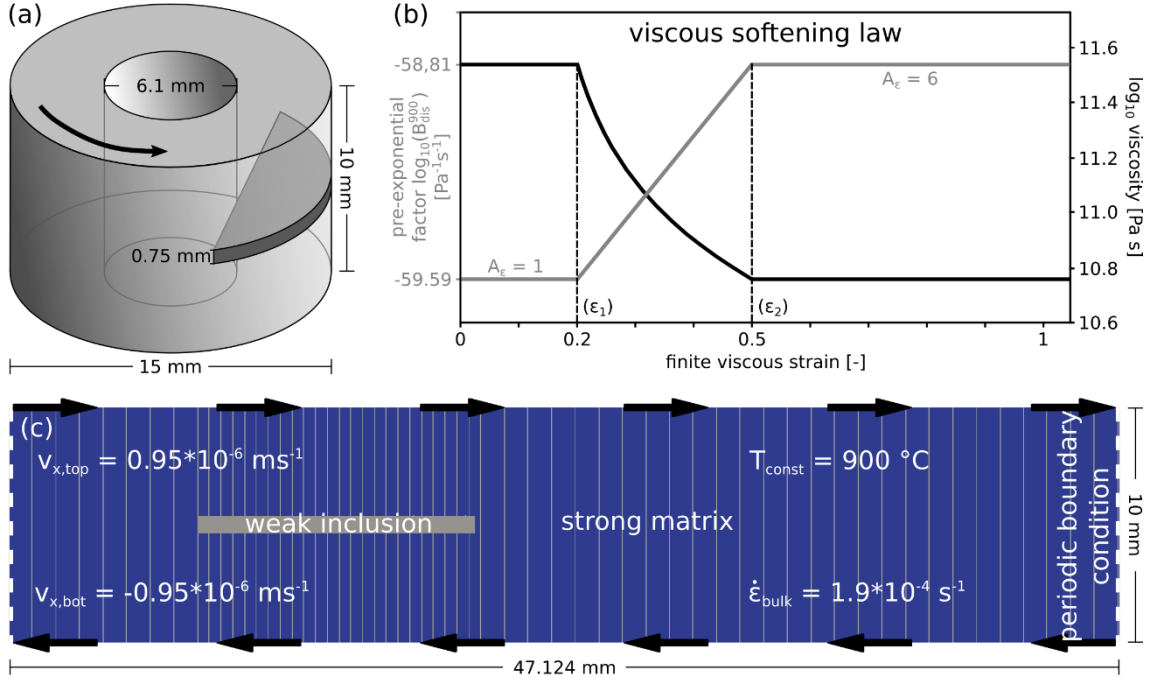 (a)
6.1 mm
10 mm
0.75 mm
15 mm
(b)
viscous softening law
pre-exponential
factor log₁₀(B⁹⁰⁰dis)
[Pa⁻¹s⁻¹]
-58,81
-59.59
Aε = 1
Aε = 6
(ε₁)
(ε₂)
0
0.2
0.5
1
finite viscous strain [-]
11.6
11.4
11.2
11.0
10.8
10.6
log₁₀ viscosity [Pa s]
(c)
vx,top = 0.95*10⁻⁶ ms⁻¹
Tconst = 900 °C
weak inclusion
strong matrix
vx,bot = -0.95*10⁻⁶ ms⁻¹
ε̇bulk = 1.9*10⁻⁴ s⁻¹
periodic boundary
condition
10 mm
47.124 mm